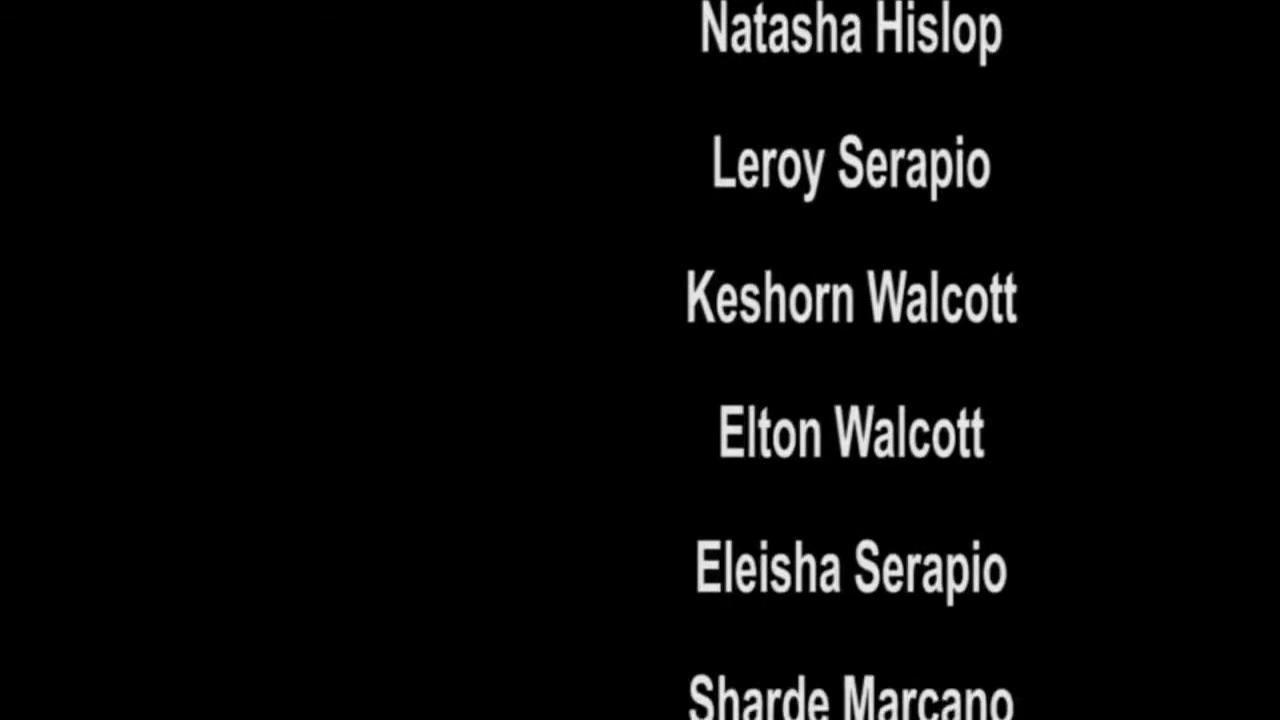 Natasha Hislop
Leroy Serapio
Keshorn Walcott
Elton Walcott
Eleisha Serapio
Sharde Marcano